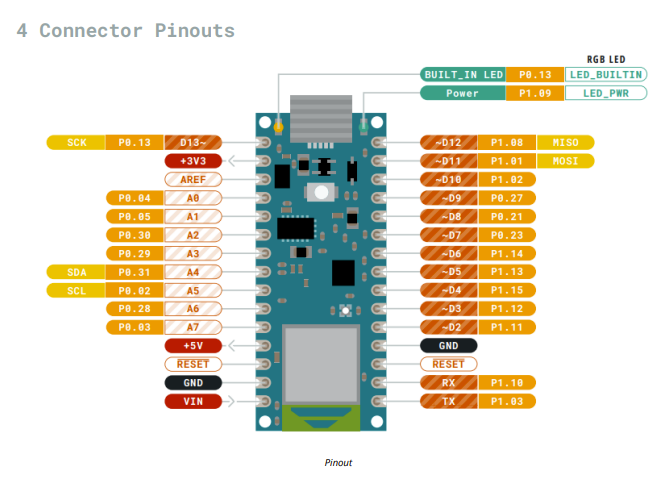 4 Connector Pinouts
RGB LED
BUILT_IN LED P0.13 LED_BUILTIN
Power P1.09 LED_PWR
SCK P0.13 D13~ ~D12 P1.08 MISO
+3V3 ~D11 P1.01 MOSI
AREF ~D10 P1.02
P0.04 A0 ~D9 P0.27
P0.05 A1 ~D8 P0.21
P0.30 A2 ~D7 P0.23
P0.29 A3 ~D6 P1.14
SDA P0.31 A4 ~D5 P1.13
SCL P0.02 A5 ~D4 P1.15
P0.28 A6 ~D3 P1.12
P0.03 A7 ~D2 P1.11
+5V GND
RESET RESET
GND RX P1.10
VIN TX P1.03
Pinout